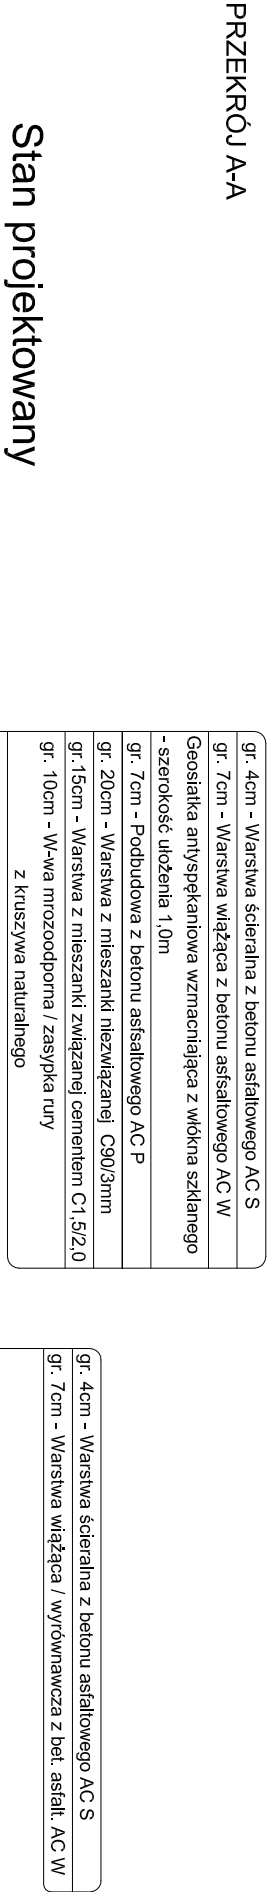 PRZEKRÓJ A-A
Stan projektowany
gr. 4cm - Warstwa ścieralna z betonu asfaltowego AC S
gr. 7cm - Warstwa wiążąca z betonu asfsaltowego AC W
Geosiatka antyspękaniowa wzmacniająca z włókna szklanego
- szerokość ułożenia 1,0m
gr. 7cm - Podbudowa z betonu asfsaltowego AC P
gr. 20cm - Warstwa z mieszanki niezwiązanej C90/3mm
gr.15cm - Warstwa z mieszanki związanej cementem C1,5/2,0
gr. 10cm - W-wa mrozoodporna / zasypka rury
z kruszywa naturalnego
gr. 4cm - Warstwa ścieralna z betonu asfaltowego AC S
gr. 7cm - Warstwa wiążąca / wyrównawcza z bet. asfalt. AC W